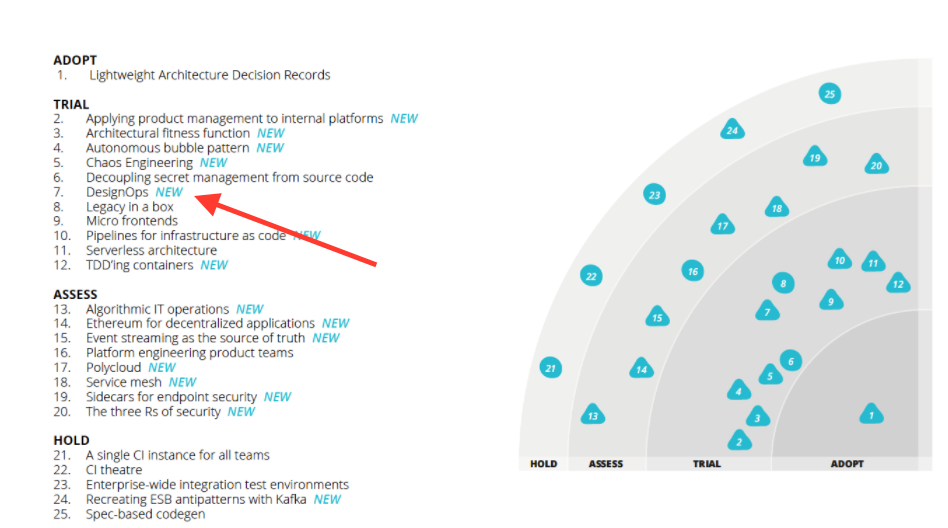 ADOPT
1. Lightweight Architecture Decision Records
TRIAL
2. Applying product management to internal platforms NEW
3. Architectural fitness function NEW
4. Autonomous bubble pattern NEW
5. Chaos Engineering NEW
6. Decoupling secret management from source code
7. DesignOps NEW
8. Legacy in a box
9. Micro frontends
10. Pipelines for infrastructure as code NEW
11. Serverless architecture
12. TDD'ing containers NEW
ASSESS
13. Algorithmic IT operations NEW
14. Ethereum for decentralized applications NEW
15. Event streaming as the source of truth NEW
16. Platform engineering product teams
17. Polycloud NEW
18. Service mesh NEW
19. Sidecars for endpoint security NEW
20. The three Rs of security NEW
HOLD
21. A single CI instance for all teams
22. CI theatre
23. Enterprise-wide integration test environments
24. Recreating ESB antipatterns with Kafka NEW
25. Spec-based codegen
25
24
19
20
23
18
17
10
11
16
22
8
12
9
7
15
6
21
14
5
4
13
3
1
2
HOLD ASSESS TRIAL ADOPT